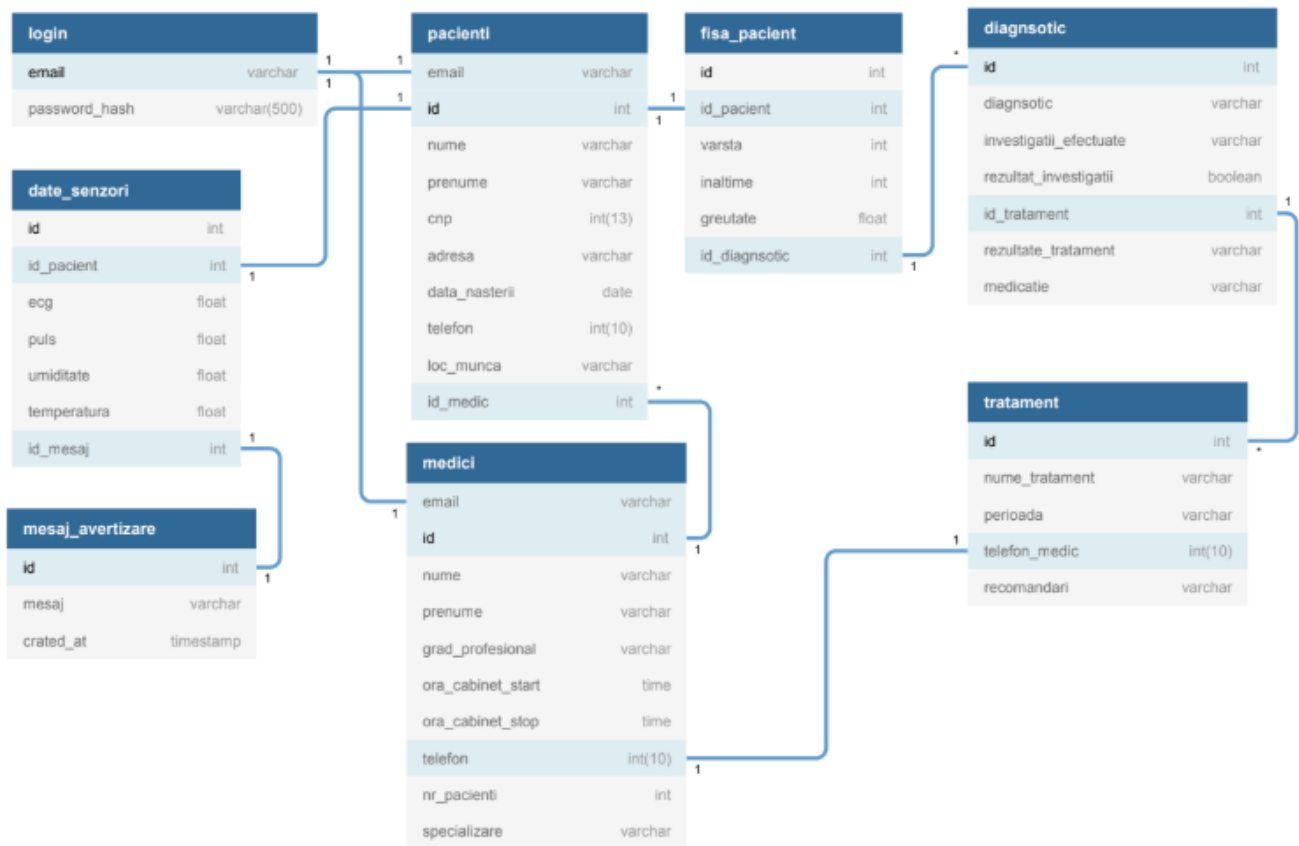 login
email varchar
password_hash varchar(500)
1
1
1
1
pacienti
email varchar
id int
nume varchar
prenume varchar
cnp int(13)
adresa varchar
data_nasterii date
telefon int(10)
loc_munca varchar
id_medic int
1
1
*
fisa_pacient
id int
id_pacient int
varsta int
inaltime int
greutate float
id_diagnsotic int
1
*
diagnsotic
id int
diagnsotic varchar
investigatii_efectuate varchar
rezultat_investigatii boolean
id_tratament int
rezultate_tratament varchar
medicatie varchar
1
date_senzori
id int
id_pacient int
ecg float
puls float
umiditate float
temperatura float
id_mesaj int
1
1
mesaj_avertizare
id int
mesaj varchar
crated_at timestamp
1
medici
email varchar
id int
nume varchar
prenume varchar
grad_profesional varchar
ora_cabinet_start time
ora_cabinet_stop time
telefon int(10)
nr_pacienti int
specializare varchar
1
1
1
tratament
id int
nume_tratament varchar
perioada varchar
telefon_medic int(10)
recomandari varchar
*
1